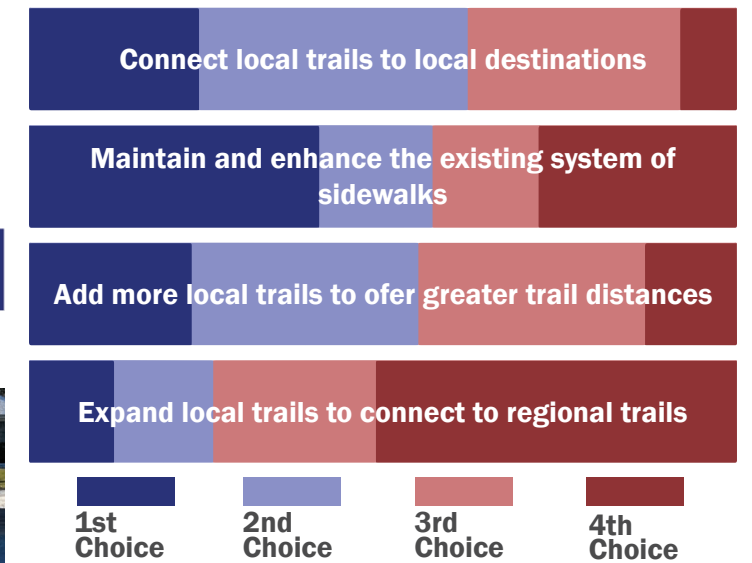 Connect local trails to local destinations
Maintain and enhance the existing system of
sidewalks
Add more local trails to ofer greater trail distances
Expand local trails to connect to regional trails
1st
Choice
2nd
Choice
3rd
Choice
4th
Choice